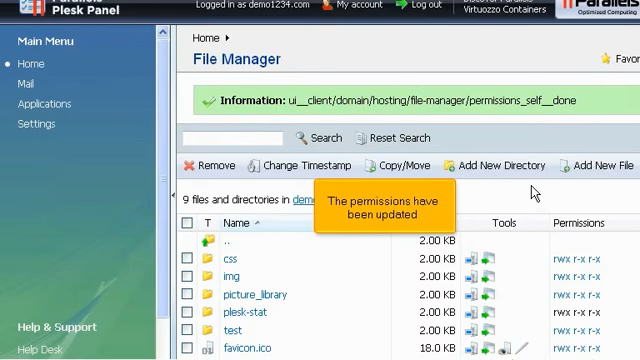 Parallels
Plesk Panel
Logged in as demo1234.com
My account
Log out
Discover Parallels
Virtuozzo Containers
Parallels
Optimized Computing
Main Menu
Home
Mail
Applications
Settings
Help & Support
Help Desk
Home >
File Manager
Favor
Information: ui__client/domain/hosting/file-manager/permissions_self__done
Search
Reset Search
Remove
Change Timestamp
Copy/Move
Add New Directory
Add New File
9 files and directories in demo
The permissions have
been updated
T Name Tools Permissions
.. 2.00 KB
css 2.00 KB rwx r-x r-x
img 2.00 KB rwx r-x r-x
picture_library 2.00 KB rwx r-x r-x
plesk-stat 2.00 KB rwx r-x r-x
test 2.00 KB rwx r-x r-x
favicon.ico 18.0 KB rwx r-x r-x